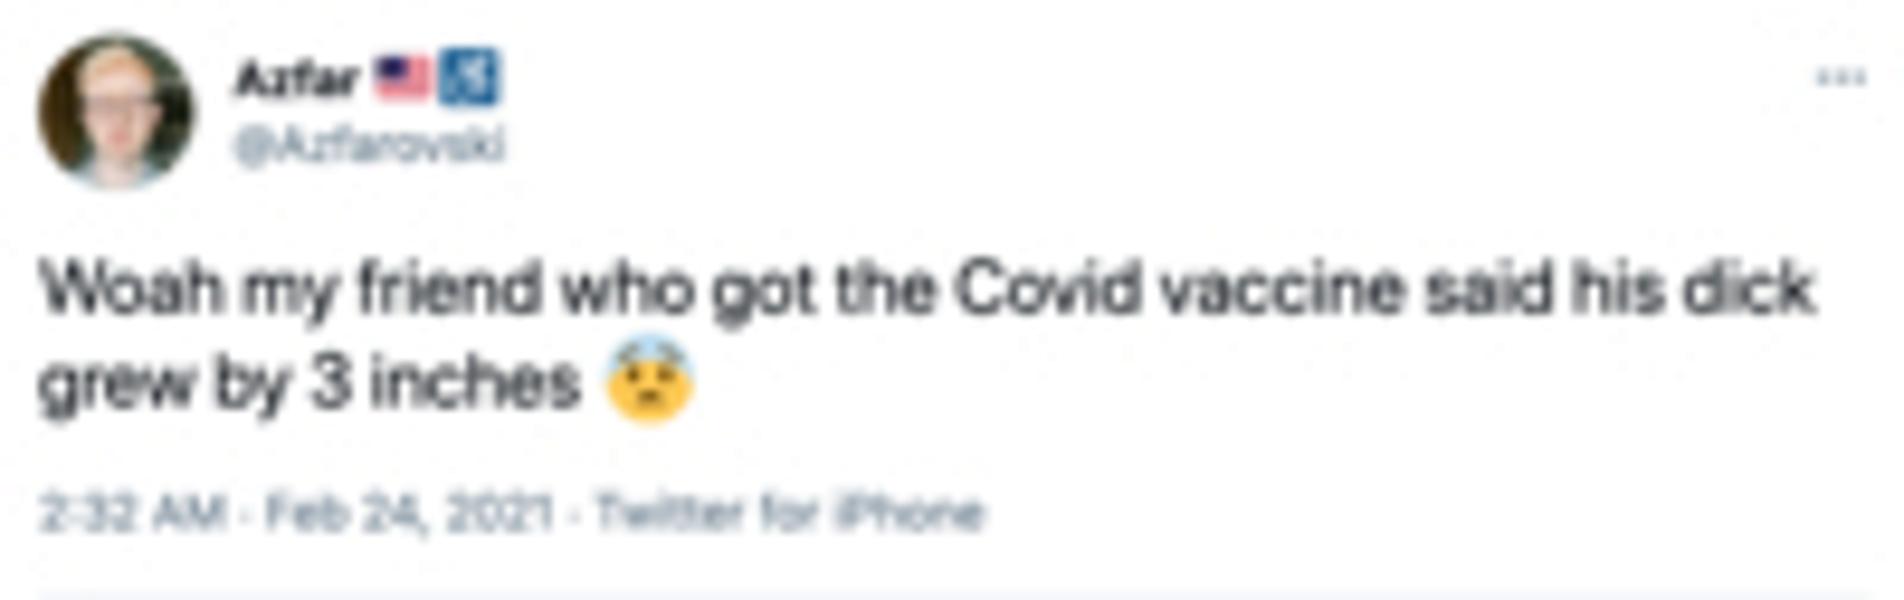 Azfar 🇲🇾
@Azfarovski
Woah my friend who got the Covid vaccine said his dick
grew by 3 inches 😨
2:32 AM · Feb 24, 2021 · Twitter for iPhone